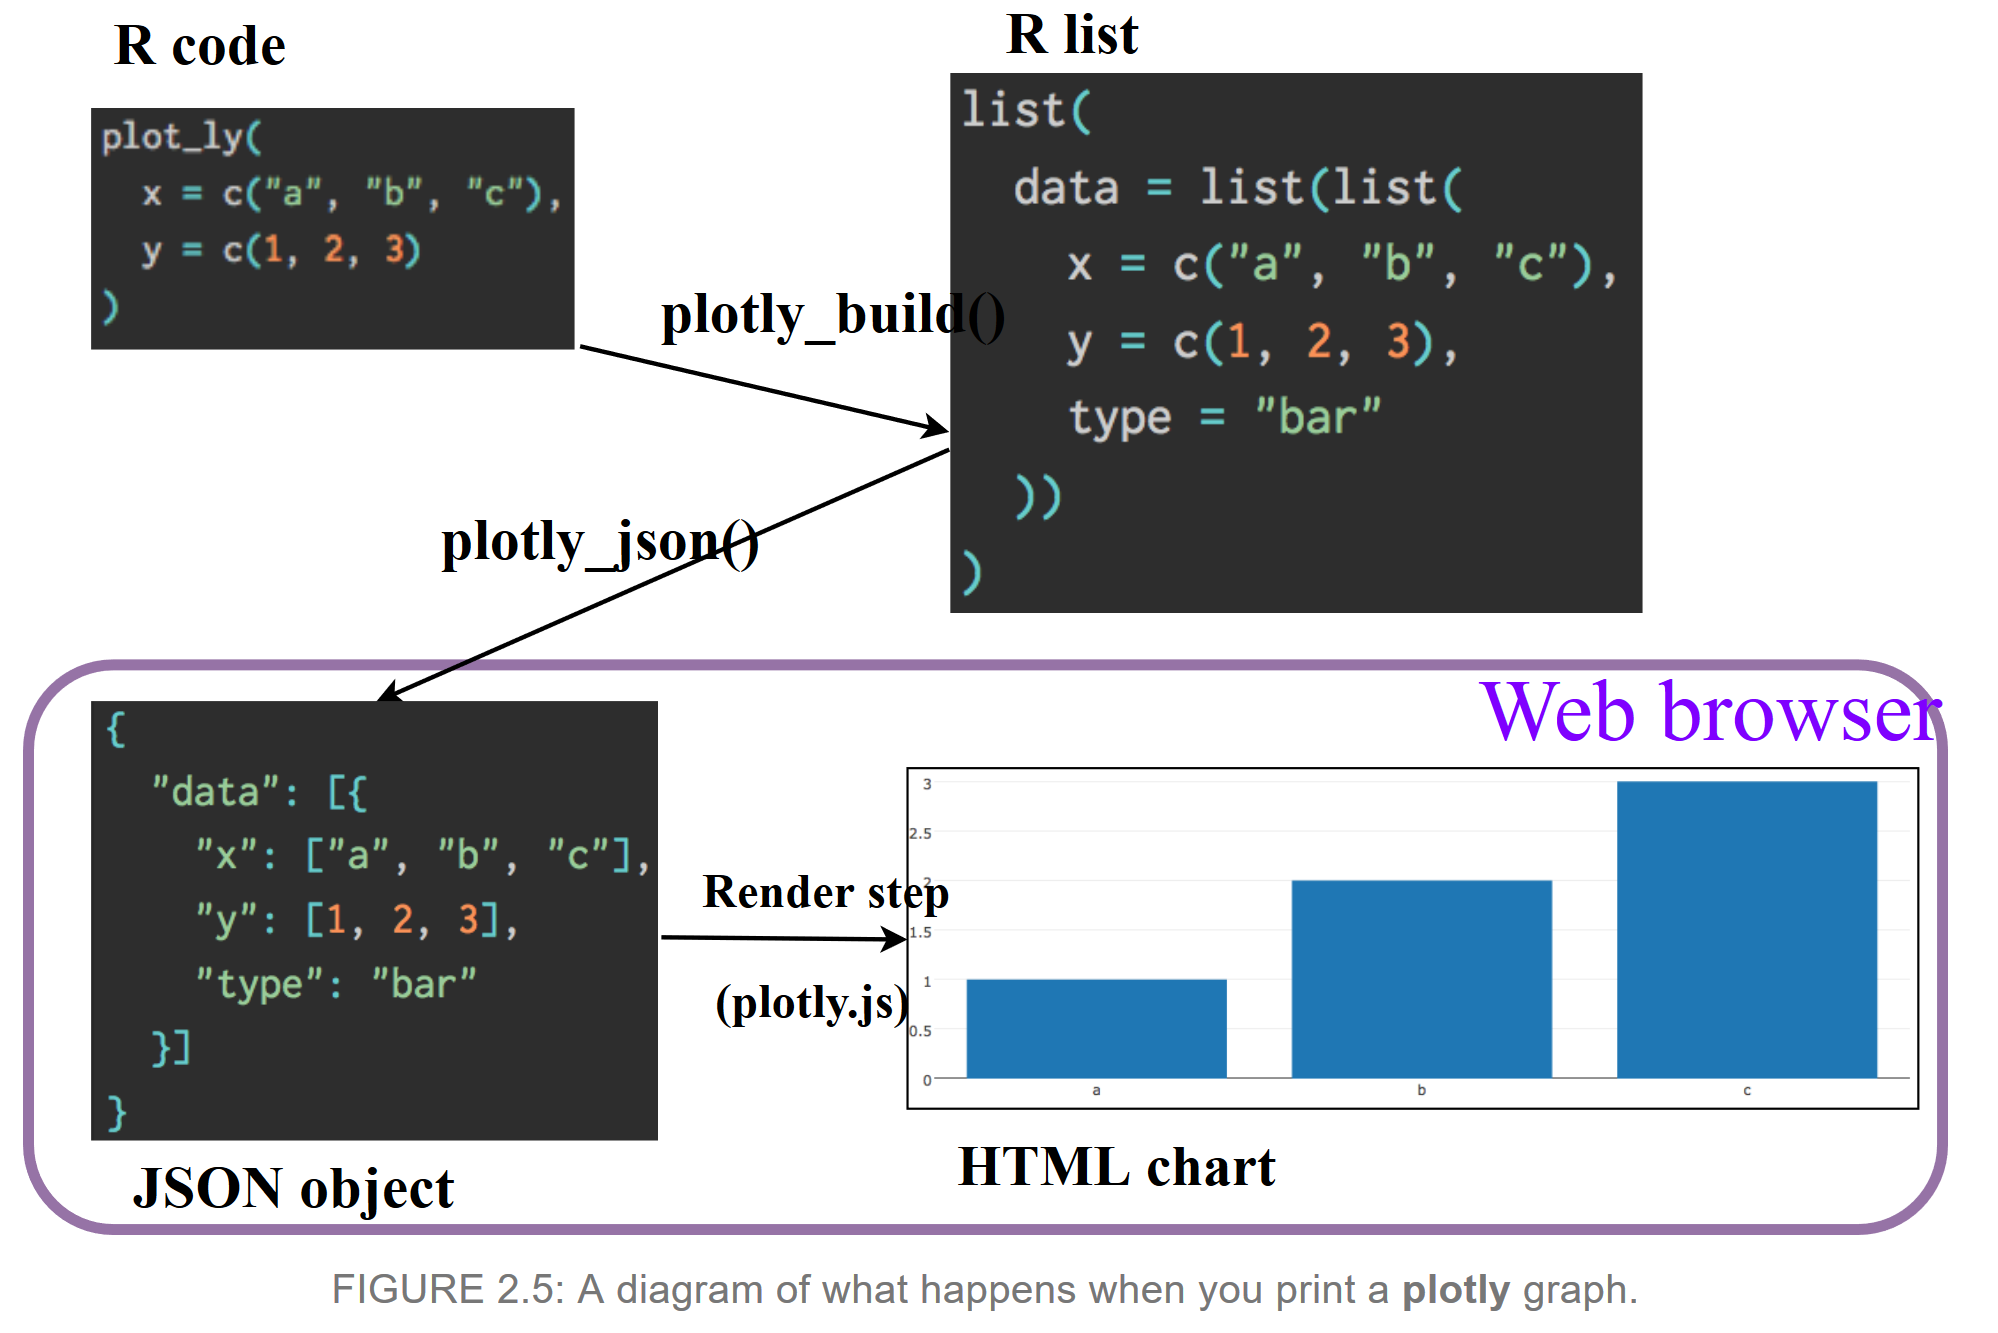 R code
plot_ly(
x = c("a", "b", "c"),
y = c(1, 2, 3)
)
plotly_build()
R list
list(
data = list(list(
x = c("a", "b", "c"),
y = c(1, 2, 3),
type = "bar"
))
)
plotly_json()
Web browser
{
"data": [{
"x": ["a", "b", "c"],
"y": [1, 2, 3],
"type": "bar"
}]
}
JSON object
Render step
(plotly.js)
3
2.5
2
1.5
1
0.5
0
a b c
HTML chart
FIGURE 2.5: A diagram of what happens when you print a plotly graph.